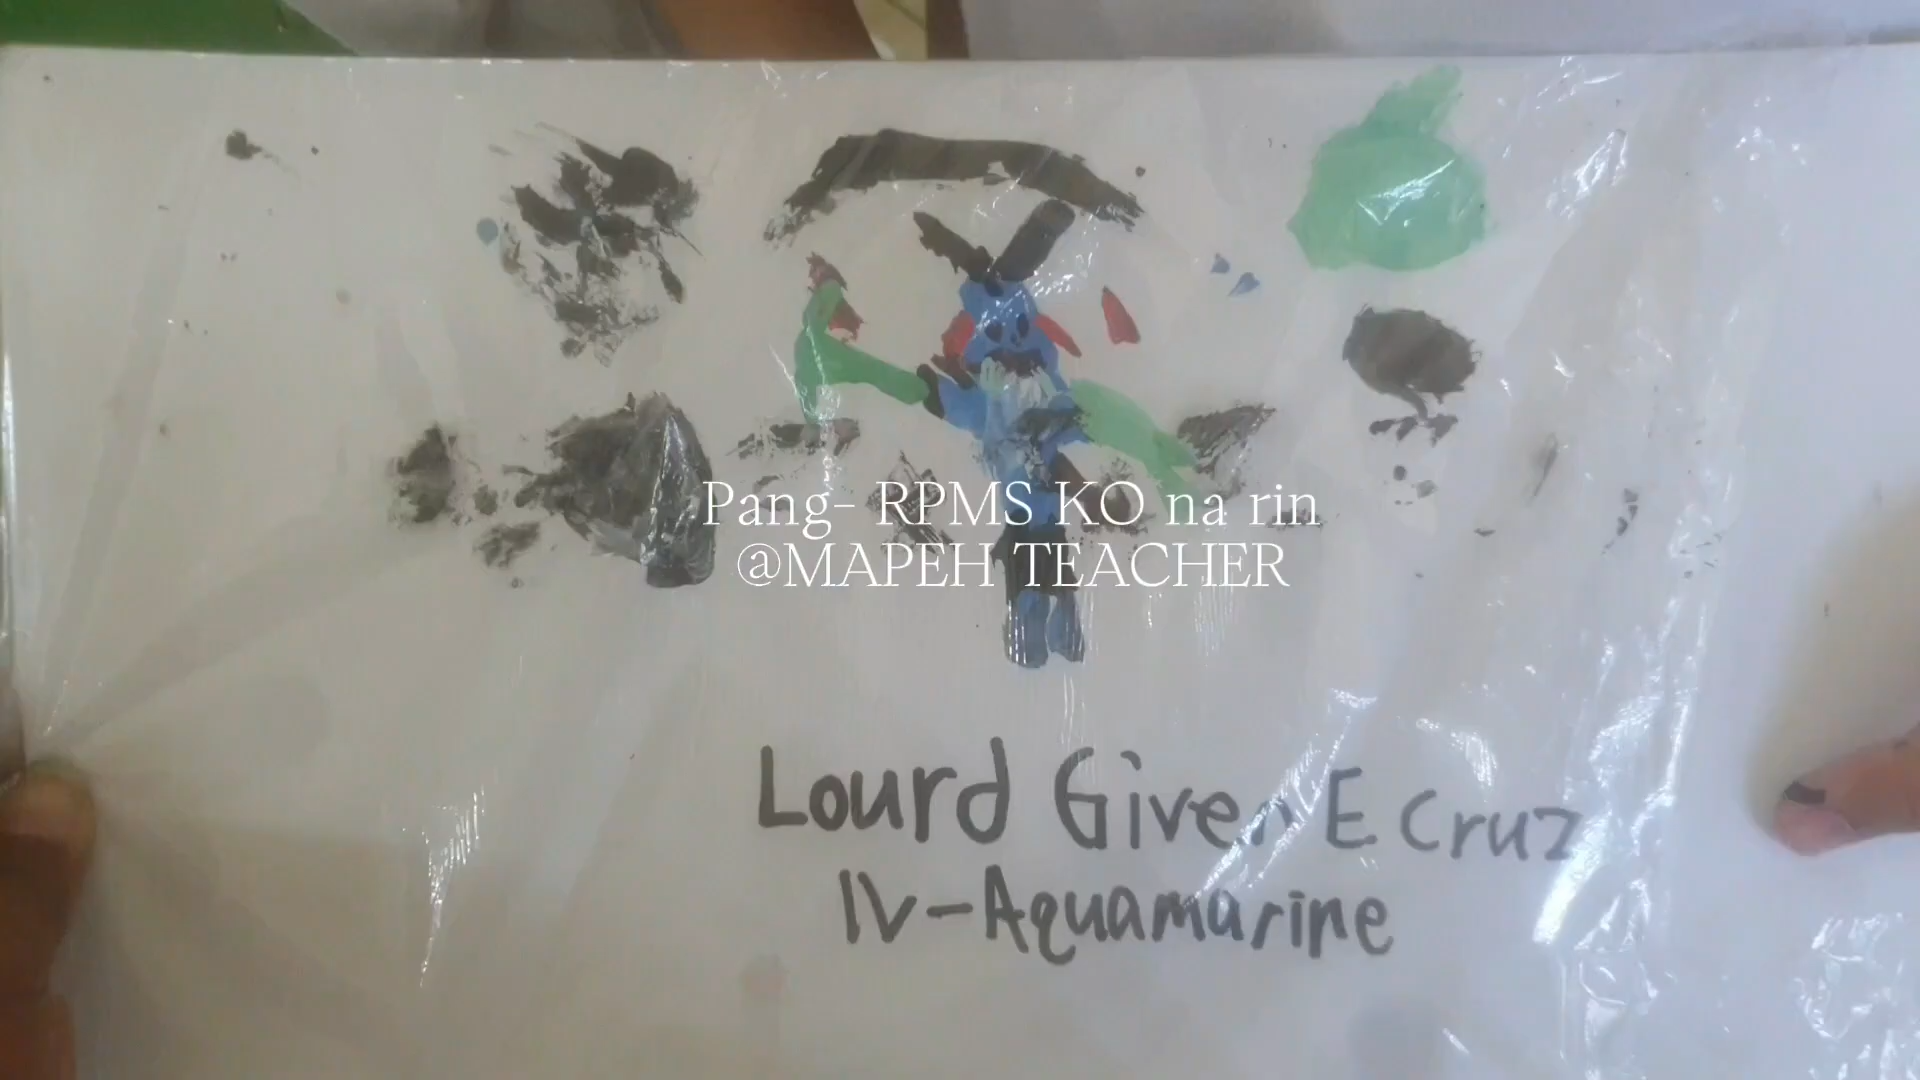 Pang- RPMS KO na rin
@MAPEH TEACHER
Lourd Given E Cruz
IV-Aquamarine